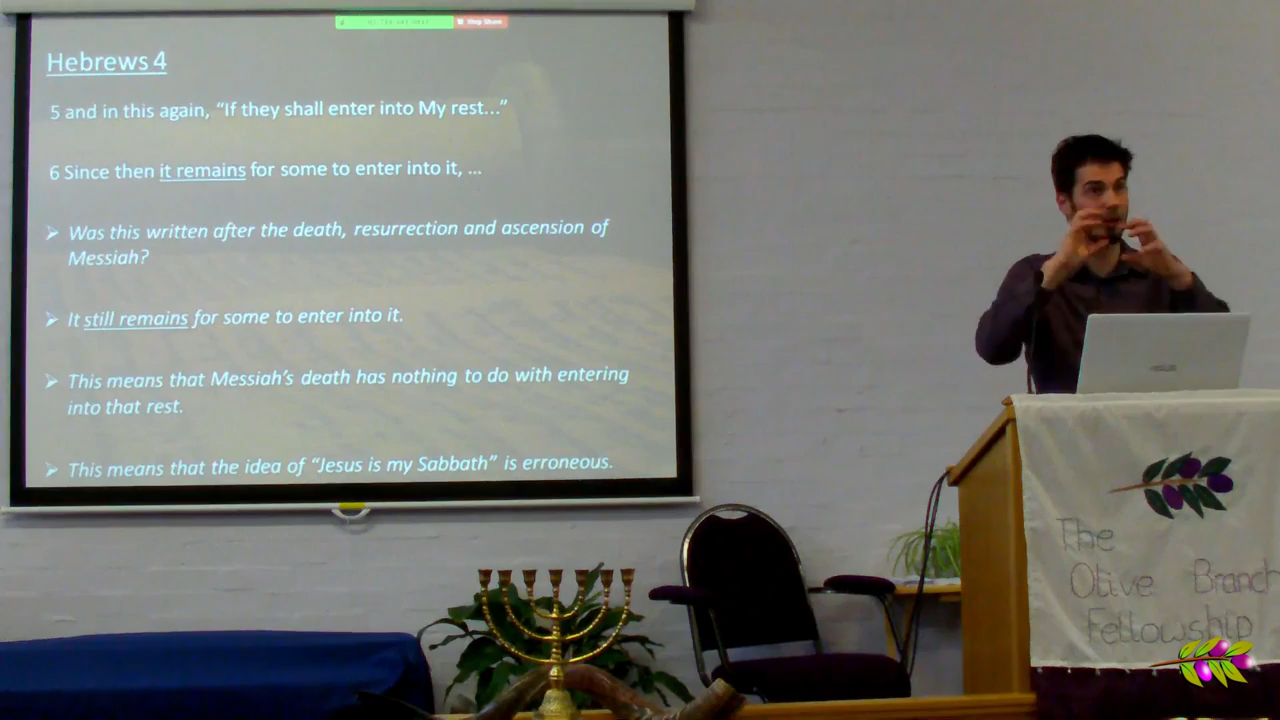 Stop Share
Hebrews 4
5 and in this again, “If they shall enter into My rest…”
6 Since then it remains for some to enter into it, …
➢ Was this written after the death, resurrection and ascension of
Messiah?
➢ It still remains for some to enter into it.
➢ This means that Messiah’s death has nothing to do with entering
into that rest.
➢ This means that the idea of “Jesus is my Sabbath” is erroneous.
ASUS
The
Olive Branch
Fellowship